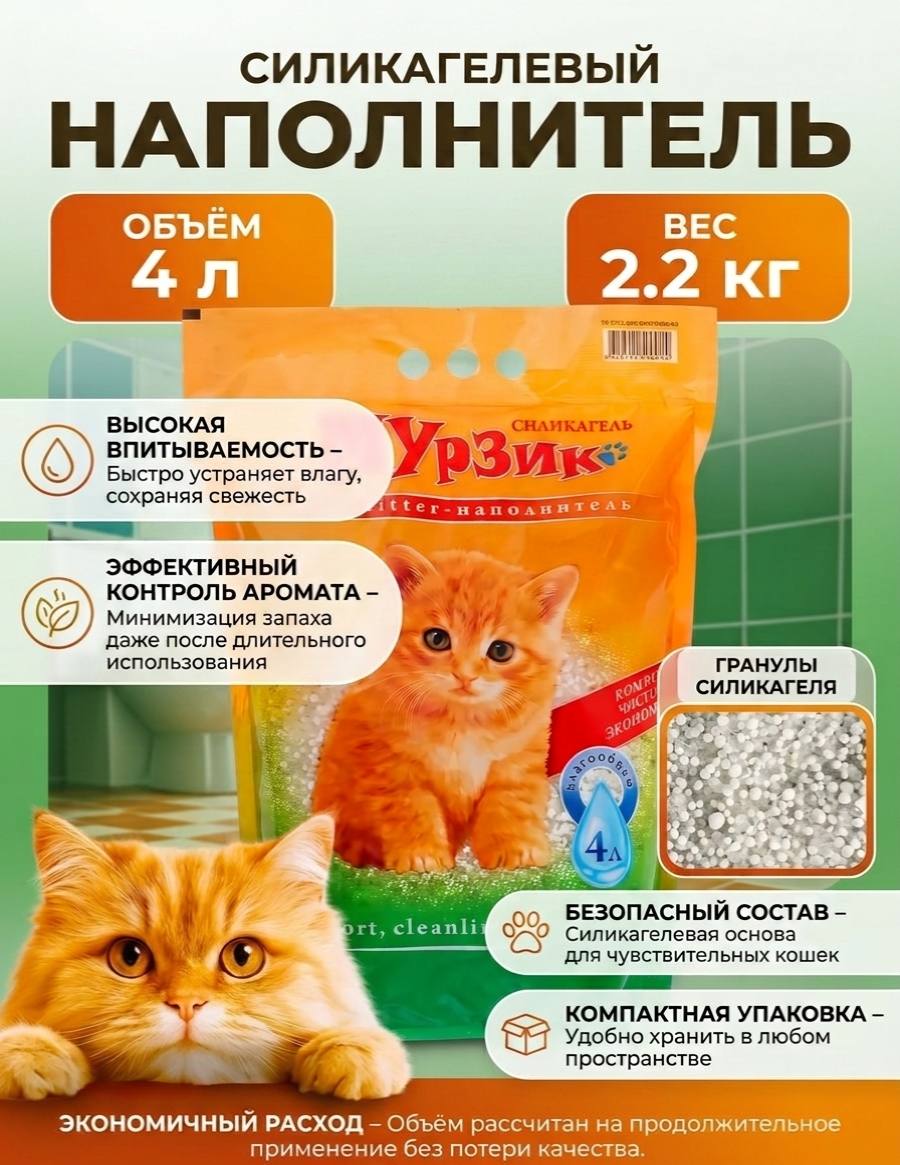 СИЛИКАГЕЛЕВЫЙ
НАПОЛНИТЕЛЬ
ОБЪЁМ
4 л
ВЕС
2.2 кг
СИЛИКАГЕЛЬ
урзик
itter-наполнитель
ВЫСОКАЯ
ВПИТЫВАЕМОСТЬ –
Быстро устраняет влагу,
сохраняя свежесть
ЭФФЕКТИВНЫЙ
КОНТРОЛЬ АРОМАТА –
Минимизация запаха
даже после длительного
использования
ГРАНУЛЫ
СИЛИКАГЕЛЯ
4л
ort, cleanli
БЕЗОПАСНЫЙ СОСТАВ –
Силикагелевая основа
для чувствительных кошек
КОМПАКТНАЯ УПАКОВКА –
Удобно хранить в любом
пространстве
ЭКОНОМИЧНЫЙ РАСХОД – Объём рассчитан на продолжительное
применение без потери качества.